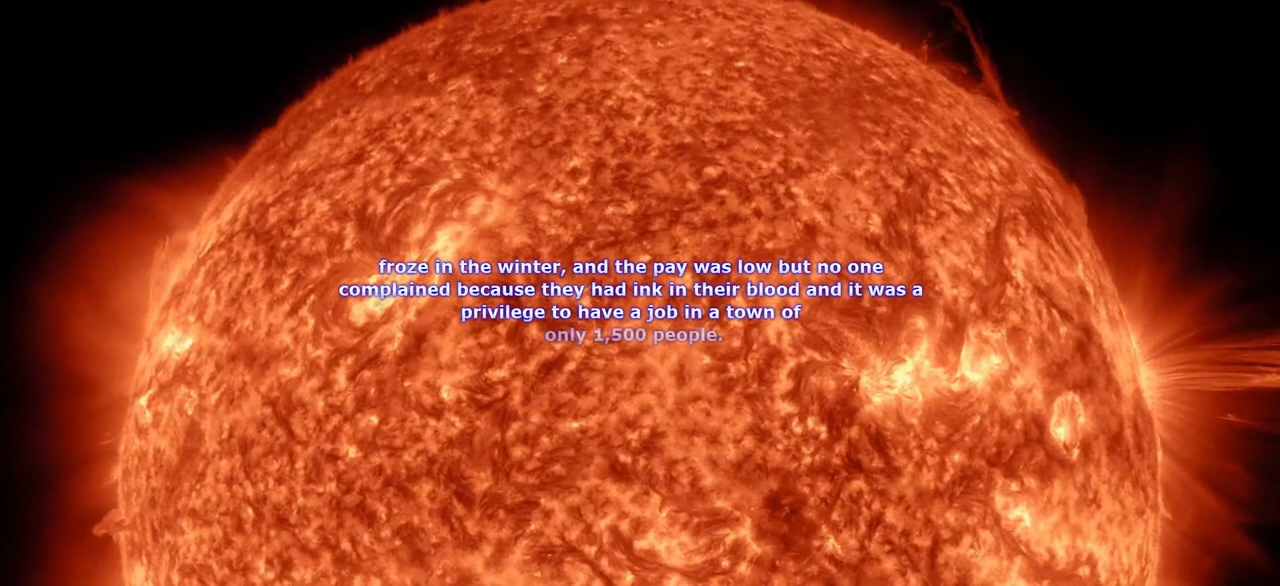 froze in the winter, and the pay was low but no one
complained because they had ink in their blood and it was a
privilege to have a job in a town of
only 1,500 people.